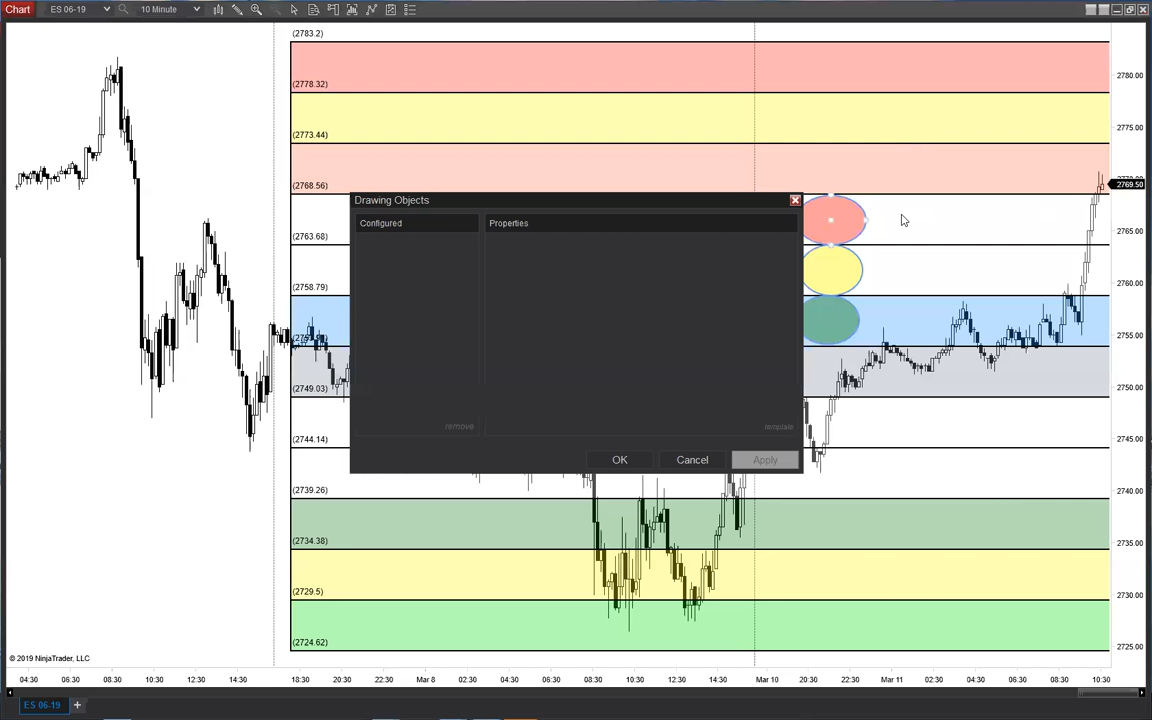 Chart ES 06-19 10 Minute
(2783.2)
(2778.32)
(2773.44)
(2768.56)
(2763.68)
(2758.79)
(2749.03)
(2744.14)
(2739.26)
(2734.38)
(2729.5)
(2724.62)
Drawing Objects
Configured
Properties
remove
template
OK Cancel Apply
2780.00
2775.00
2769.50
2765.00
2760.00
2755.00
2750.00
2745.00
2740.00
2735.00
2730.00
2725.00
© 2019 NinjaTrader, LLC
04:30 06:30 08:30 10:30 12:30 14:30 18:30 20:30 22:30 Mar 8 02:30 04:30 06:30 08:30 10:30 12:30 14:30 Mar 10 20:30 22:30 Mar 11 02:30 04:30 06:30 08:30 10:30
ES 06-19 +